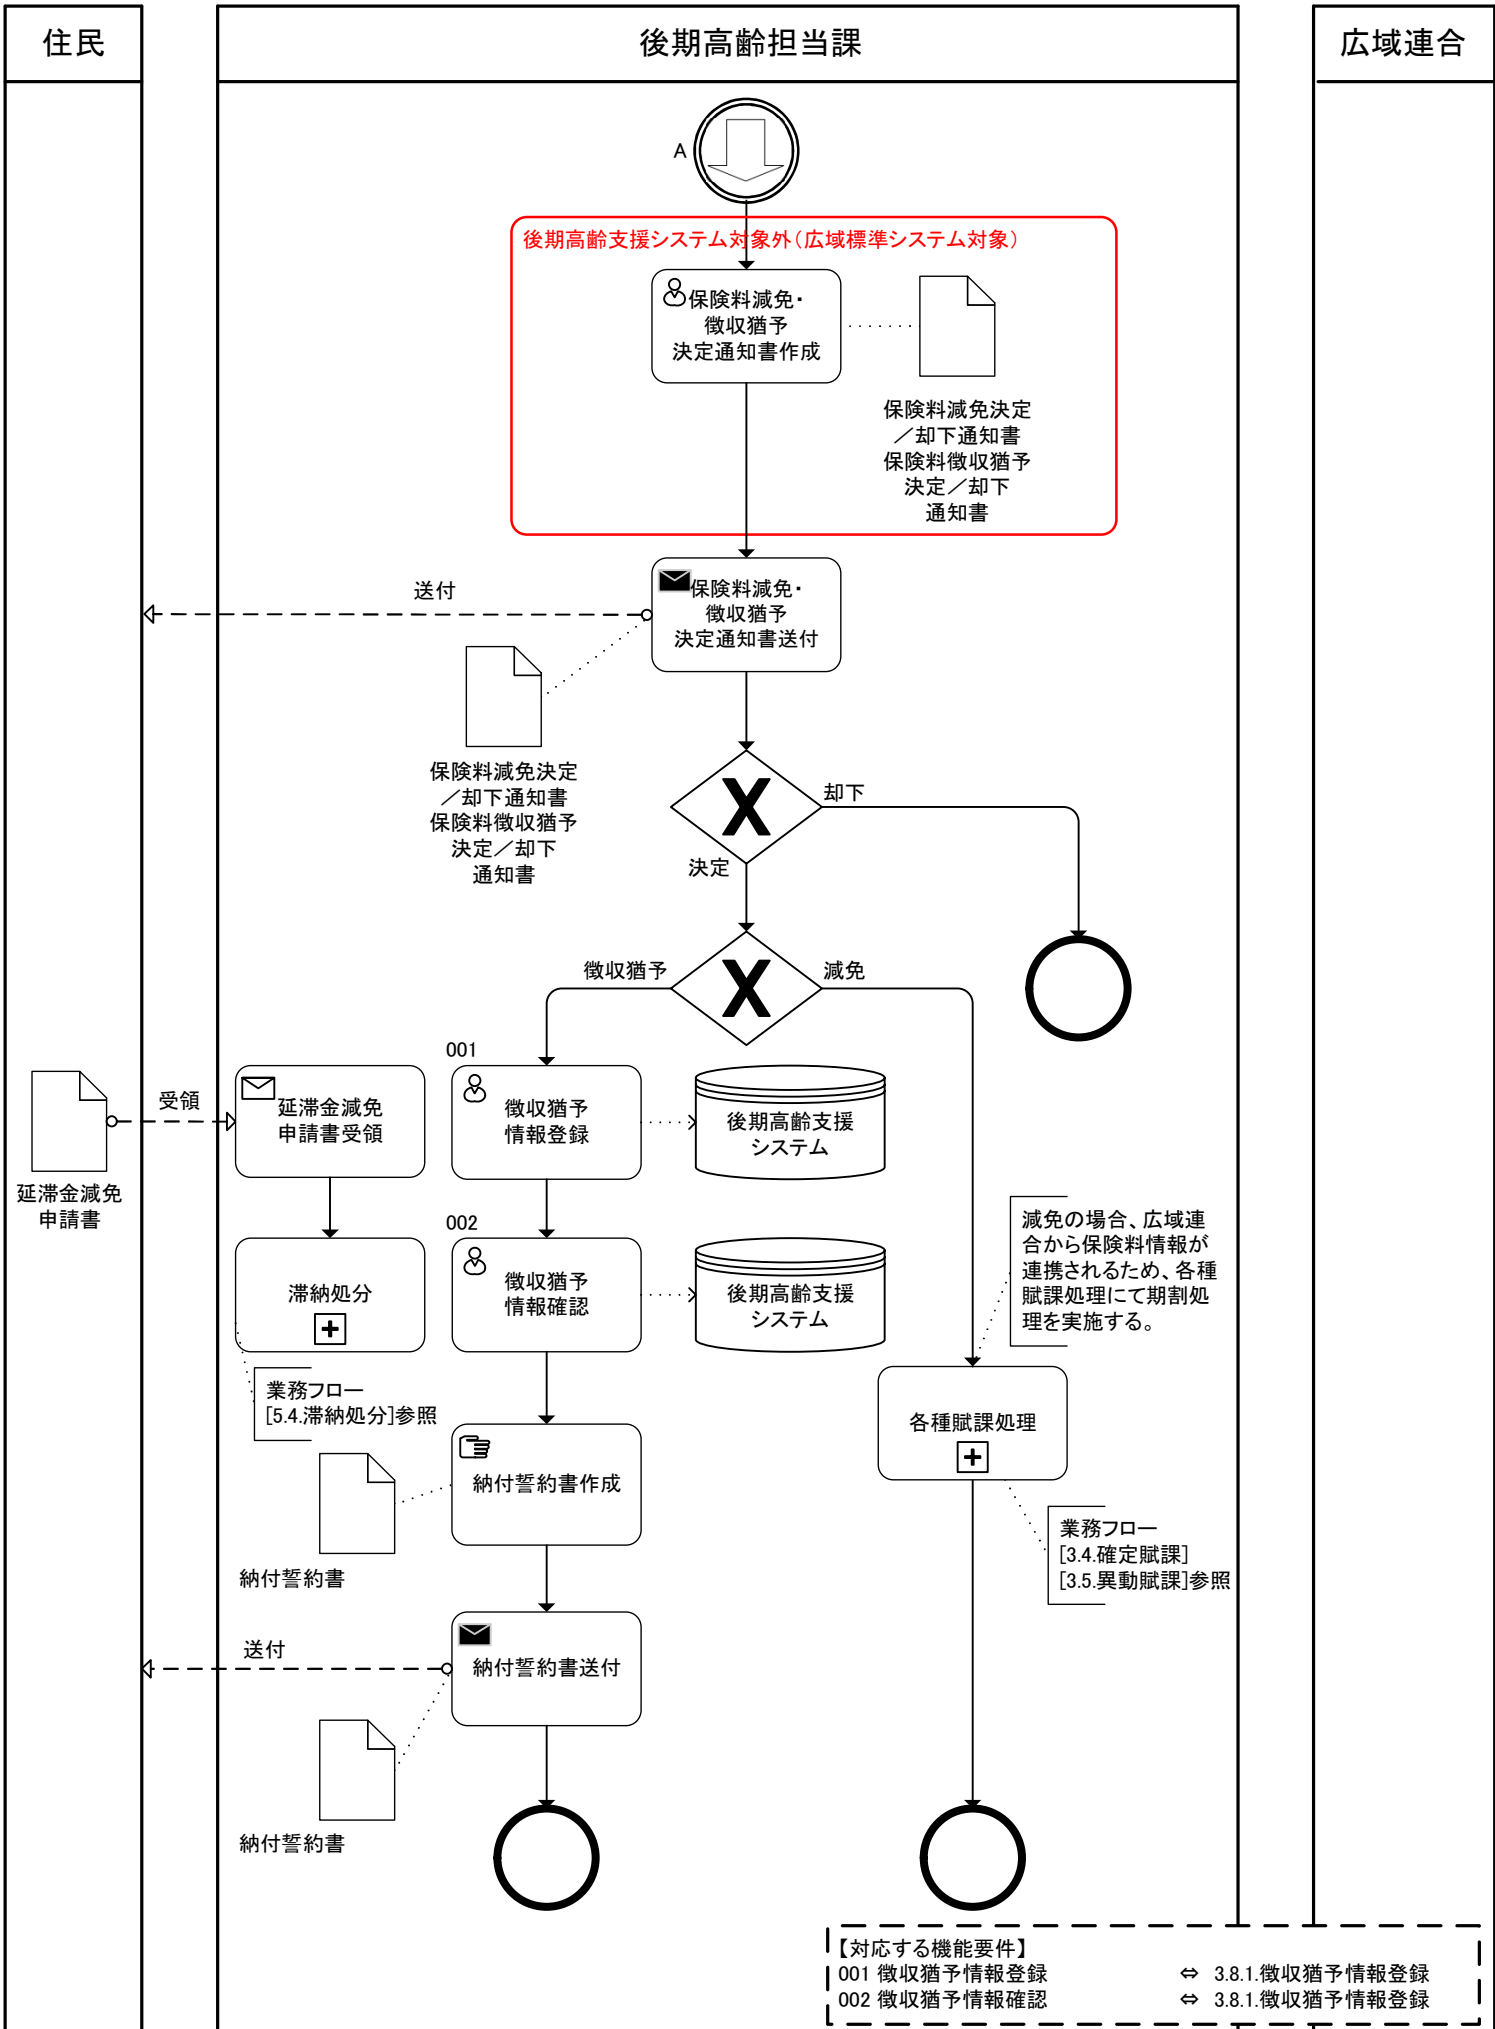 住民
後期高齢担当課
広域連合
A
後期高齢支援システム対象外（広域標準システム対象）
保険料減免・
徴収猶予
決定通知書作成
保険料減免決定
／却下通知書
保険料徴収猶予
決定／却下
通知書
送付
保険料減免・
徴収猶予
決定通知書送付
保険料減免決定
／却下通知書
保険料徴収猶予
決定／却下
通知書
却下
決定
徴収猶予
減免
001
受領
延滞金減免
申請書受領
徴収猶予
情報登録
後期高齢支援
システム
延滞金減免
申請書
002
滞納処分
徴収猶予
情報確認
後期高齢支援
システム
減免の場合、広域連
合から保険料情報が
連携されるため、各種
賦課処理にて期割処
理を実施する。
業務フロー
[5.4.滞納処分]参照
各種賦課処理
納付誓約書作成
納付誓約書
業務フロー
[3.4.確定賦課]
[3.5.異動賦課]参照
送付
納付誓約書送付
納付誓約書
【対応する機能要件】
001 徴収猶予情報登録 ⇔ 3.8.1.徴収猶予情報登録
002 徴収猶予情報確認 ⇔ 3.8.1.徴収猶予情報登録